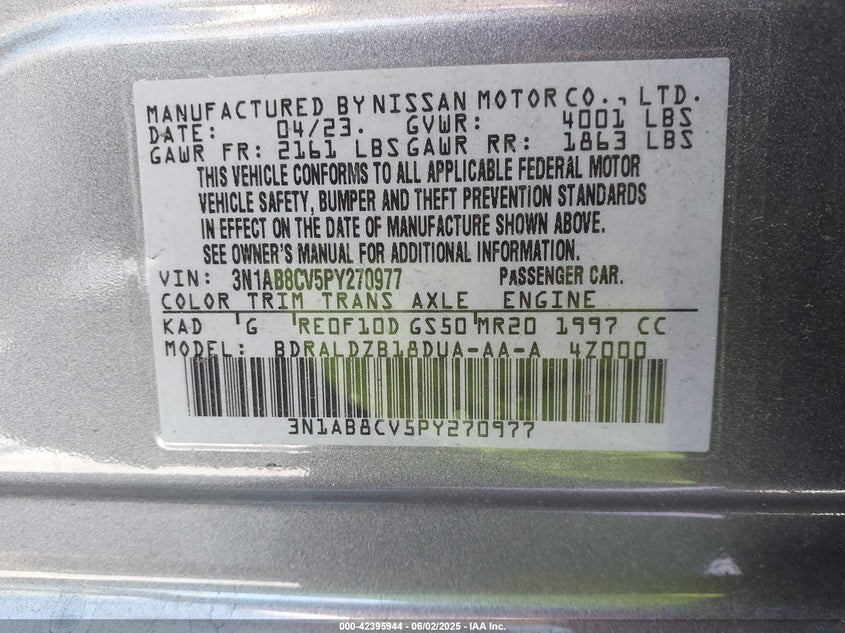 MANUFACTURED BY NISSAN MOTOR CO., LTD.
DATE: 04/23. GVWR: 4001 LBS
GAWR FR: 2161 LBS GAWR RR: 1863 LBS
THIS VEHICLE CONFORMS TO ALL APPLICABLE FEDERAL MOTOR
VEHICLE SAFETY, BUMPER AND THEFT PREVENTION STANDARDS
IN EFFECT ON THE DATE OF MANUFACTURE SHOWN ABOVE.
SEE OWNER'S MANUAL FOR ADDITIONAL INFORMATION.
VIN: 3N1AB8CV5PY270977 PASSENGER CAR.
COLOR TRIM TRANS AXLE ENGINE
KAD G RE0F10D GS50 MR20 1997 CC
MODEL: BDRALDZB18DUA-AA-A 4Z000
3N1AB8CV5PY270977
000-42395944 - 06/02/2025 - IAA Inc.